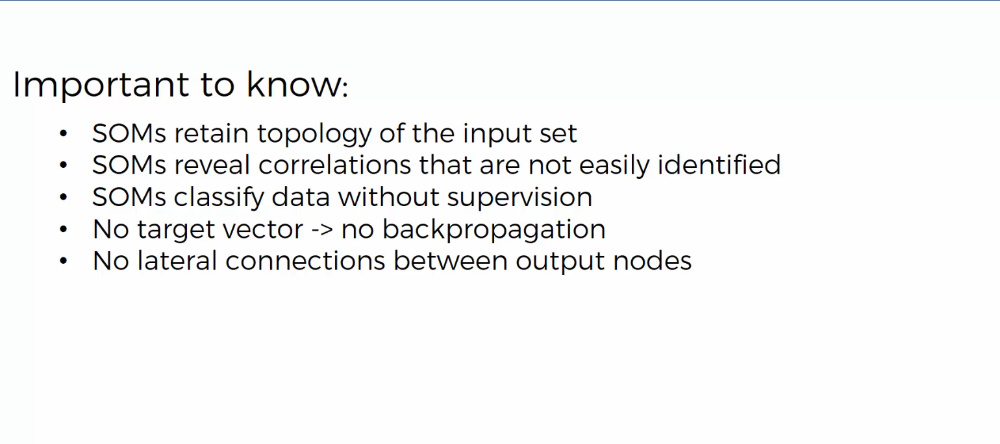 Important to know:
• SOMs retain topology of the input set
• SOMs reveal correlations that are not easily identified
• SOMs classify data without supervision
• No target vector -> no backpropagation
• No lateral connections between output nodes